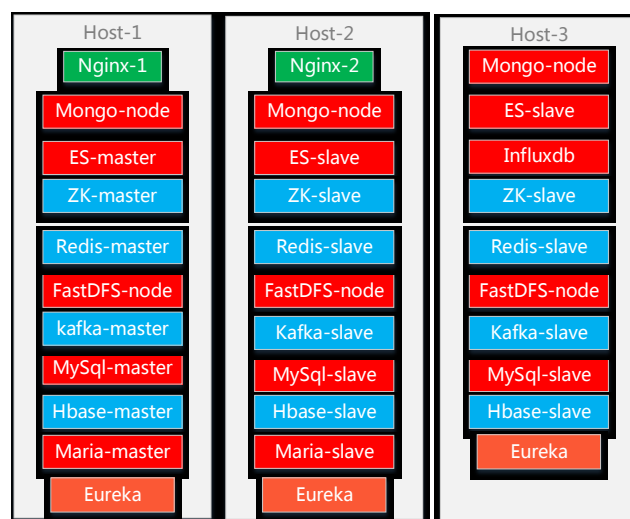 Host-1
Nginx-1
Mongo-node
ES-master
ZK-master
Redis-master
FastDFS-node
kafka-master
MySql-master
Hbase-master
Maria-master
Eureka
Host-2
Nginx-2
Mongo-node
ES-slave
ZK-slave
Redis-slave
FastDFS-node
Kafka-slave
MySql-slave
Hbase-slave
Maria-slave
Eureka
Host-3
Mongo-node
ES-slave
Influxdb
ZK-slave
Redis-slave
FastDFS-node
Kafka-slave
MySql-slave
Hbase-slave
Eureka